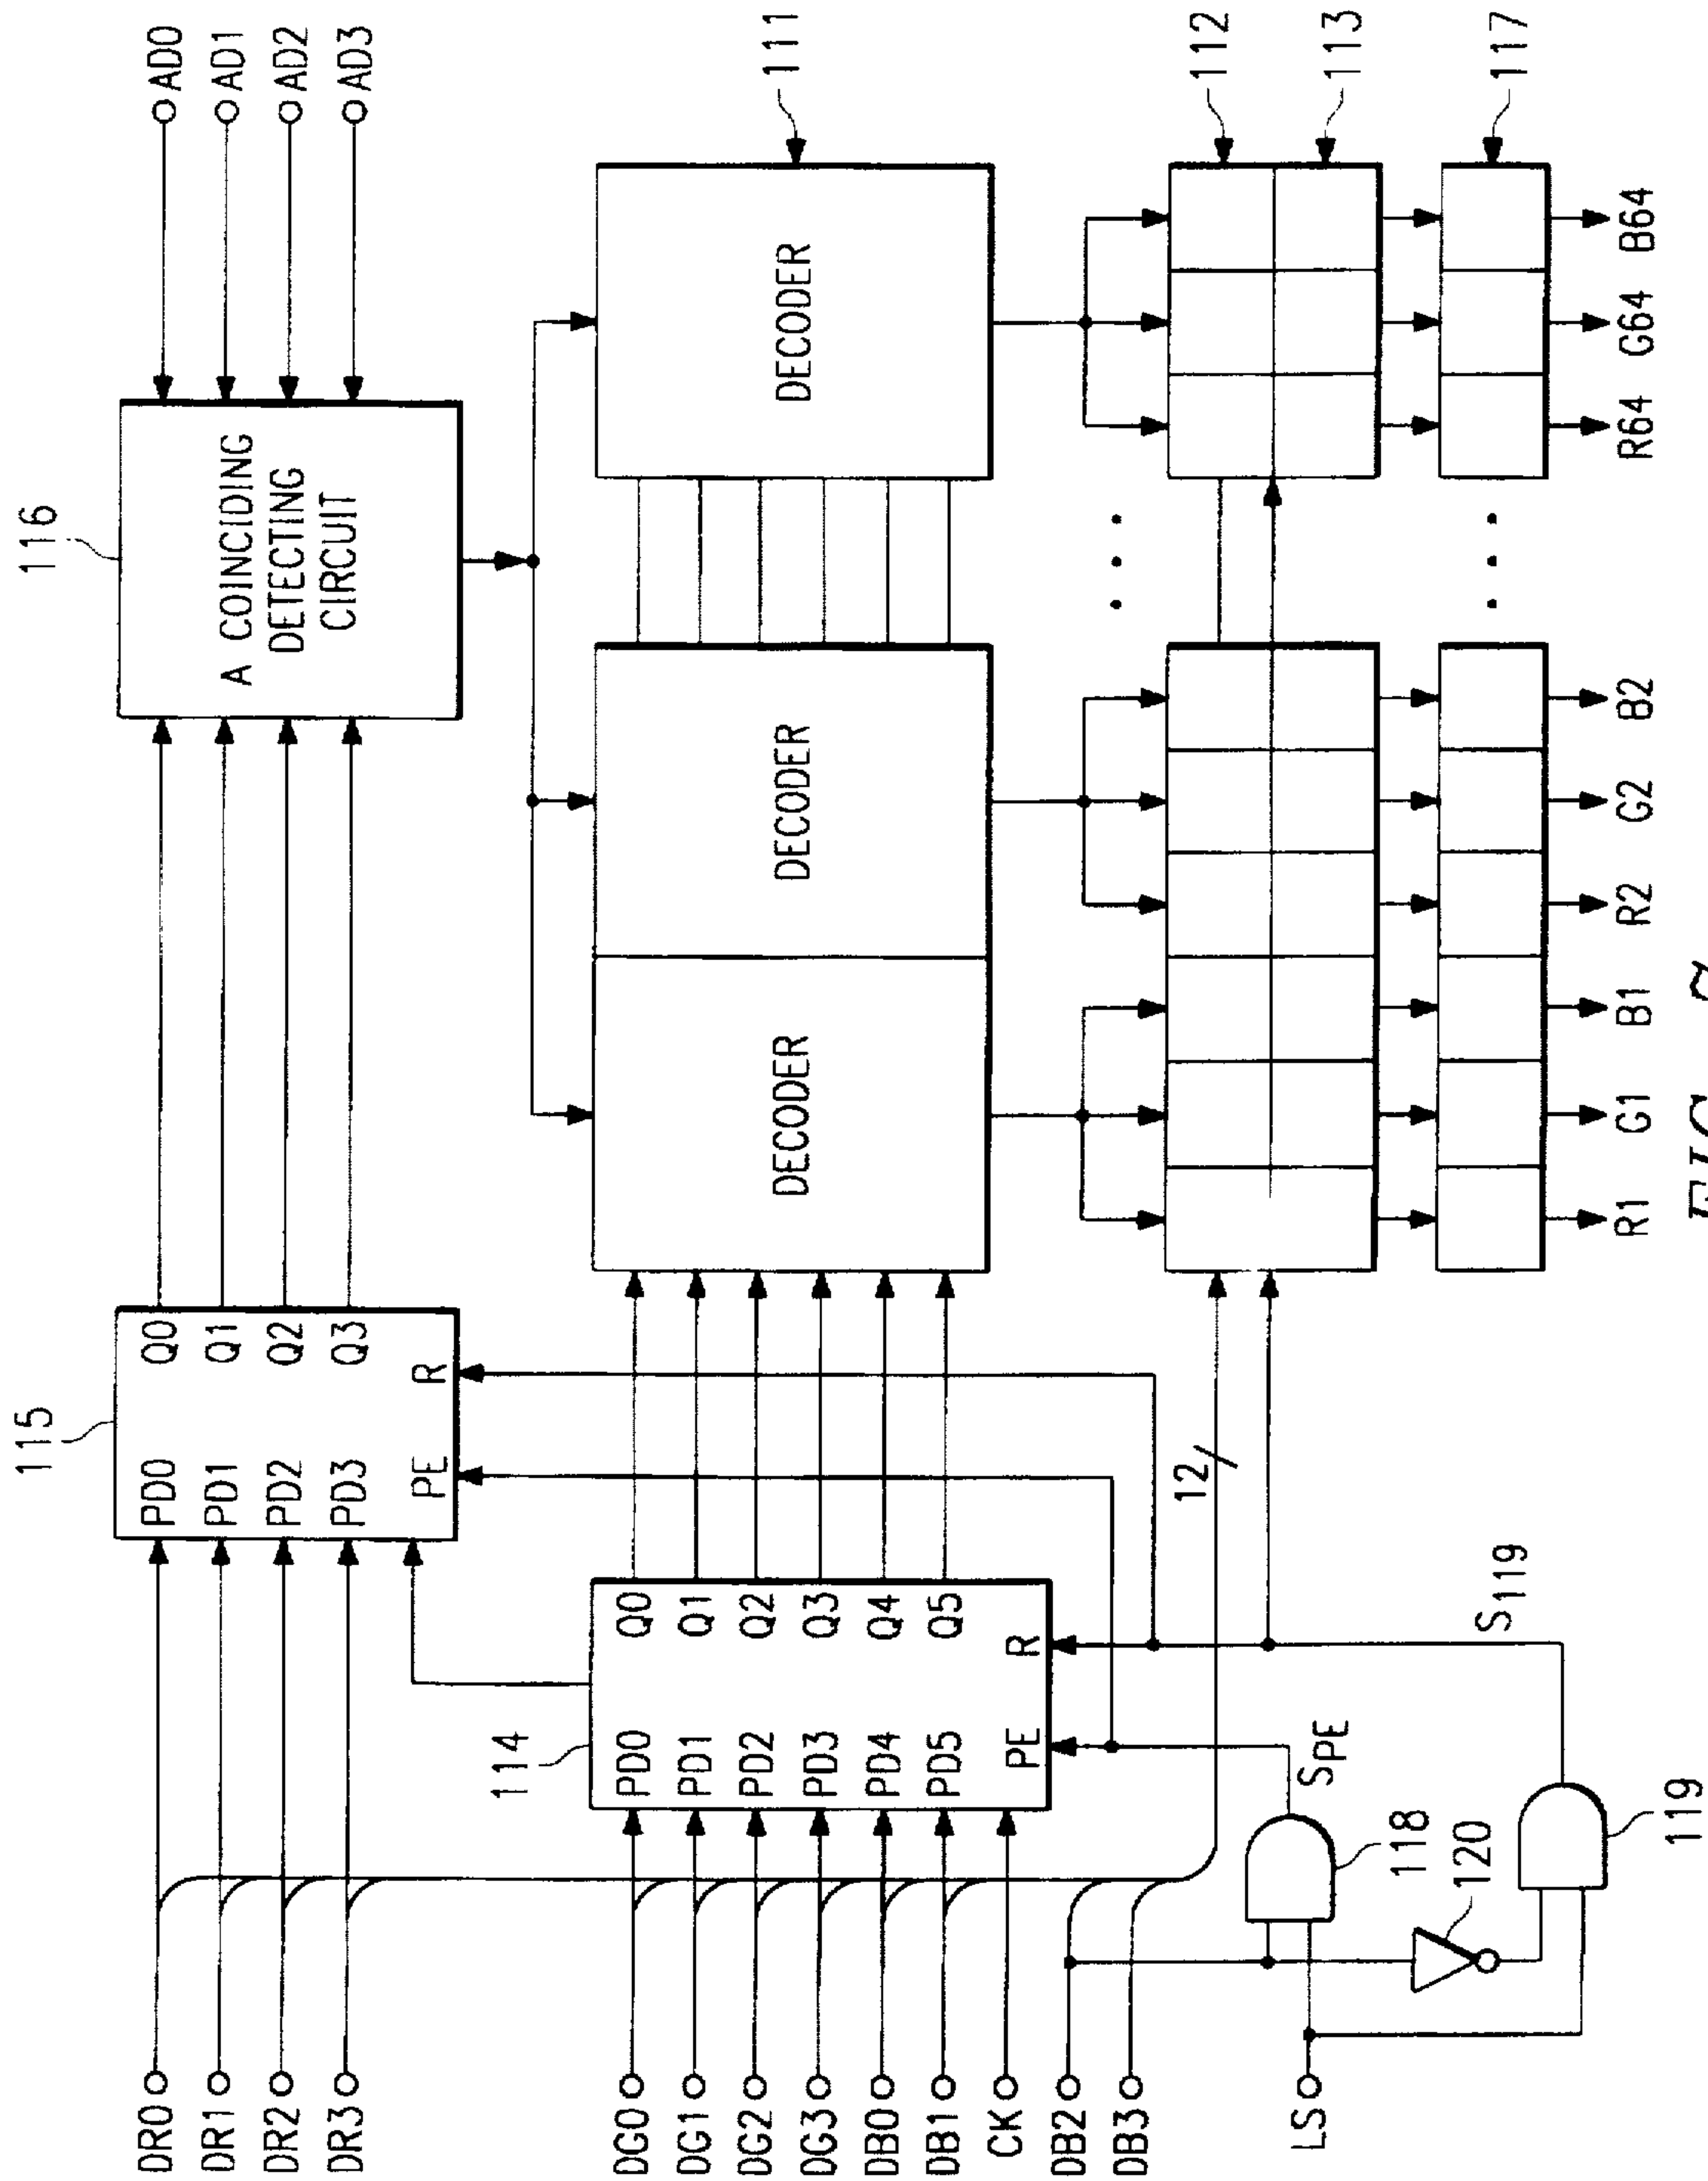 116
A COINCIDING
DETECTING
CIRCUIT
AD0
AD1
AD2
AD3
115
PD0 Q0
PD1 Q1
PD2 Q2
PD3 Q3
PE R
DR0
DR1
DR2
DR3
111
DECODER
DECODER
DECODER
114
PD0 Q0
PD1 Q1
PD2 Q2
PD3 Q3
PD4 Q4
PD5 Q5
PE R
DG0
DG1
DG2
DG3
DB0
DB1
CK
DB2
DB3
LS
12
112
113
117
SPE
S119
118
120
119
R1 G1 B1 R2 G2 B2 R64 G64 B64